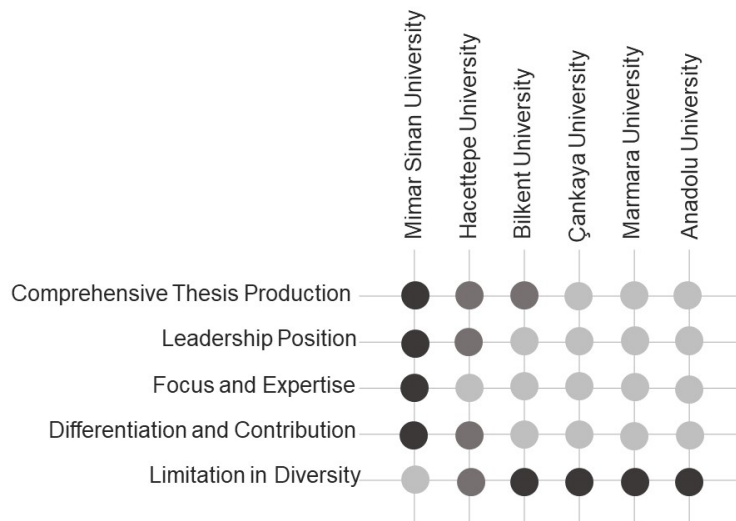 Mimar Sinan University
Hacettepe University
Bilkent University
Çankaya University
Marmara University
Anadolu University
Comprehensive Thesis Production
Leadership Position
Focus and Expertise
Differentiation and Contribution
Limitation in Diversity